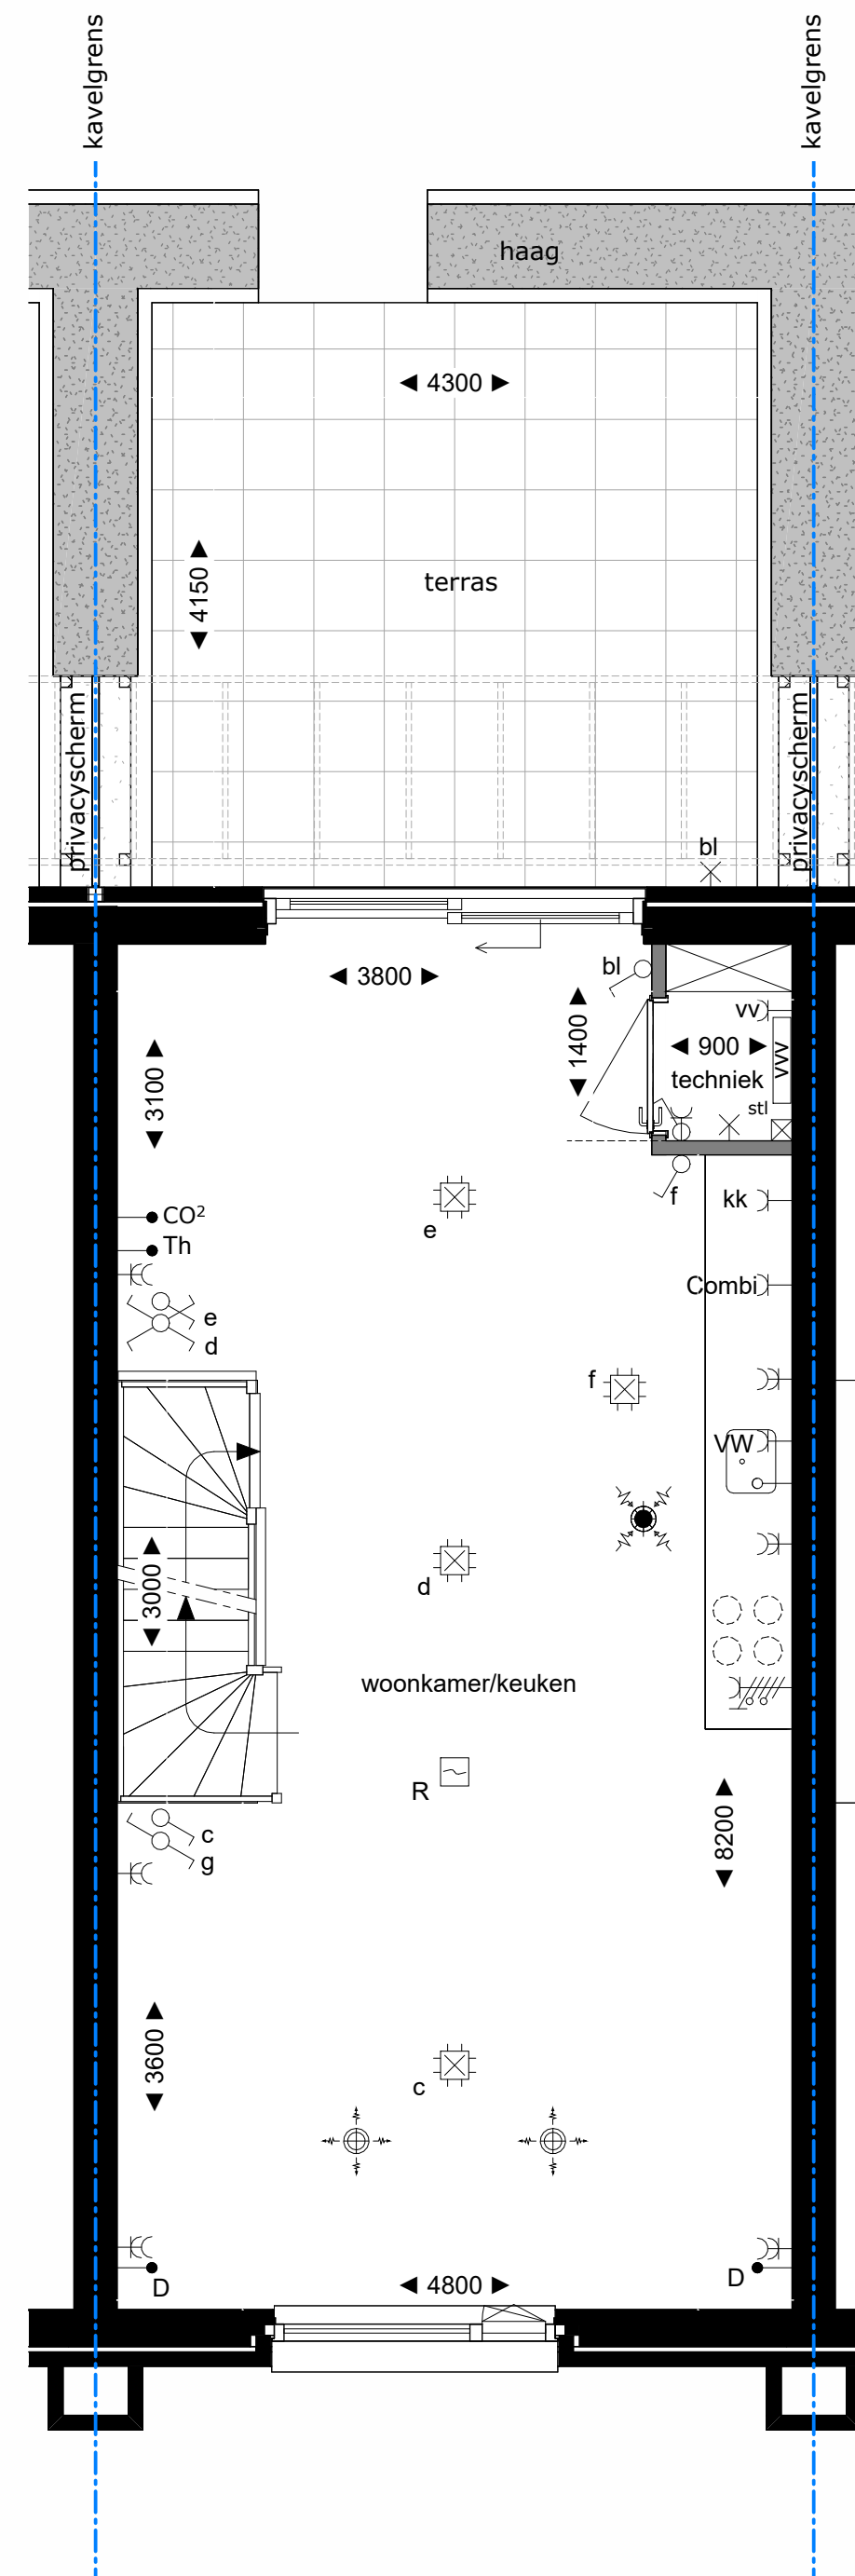 kavelgrens
kavelgrens
haag
4300
4150
terras
privacyscherm
privacyscherm
bl
3800
bl
1400
vv
900
vvv
techniek
stl
3100
f
kk
CO²
Th
e
Combi
e
d
f
VW
3000
d
woonkamer/keuken
R
8200
c
g
3600
c
D
4800
D